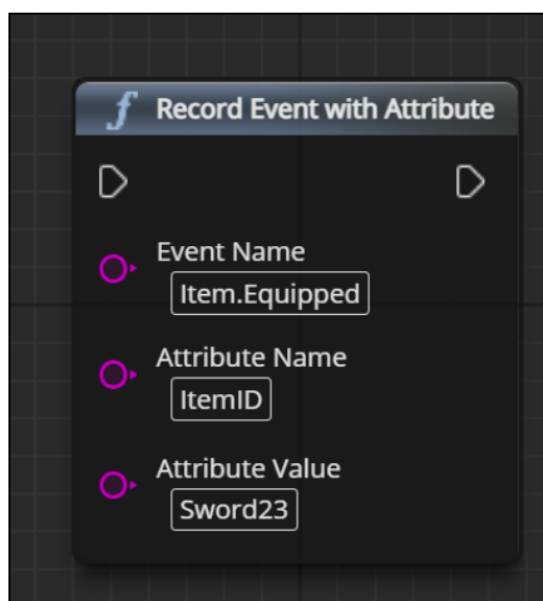 f Record Event with Attribute
Event Name
Item.Equipped
Attribute Name
ItemID
Attribute Value
Sword23